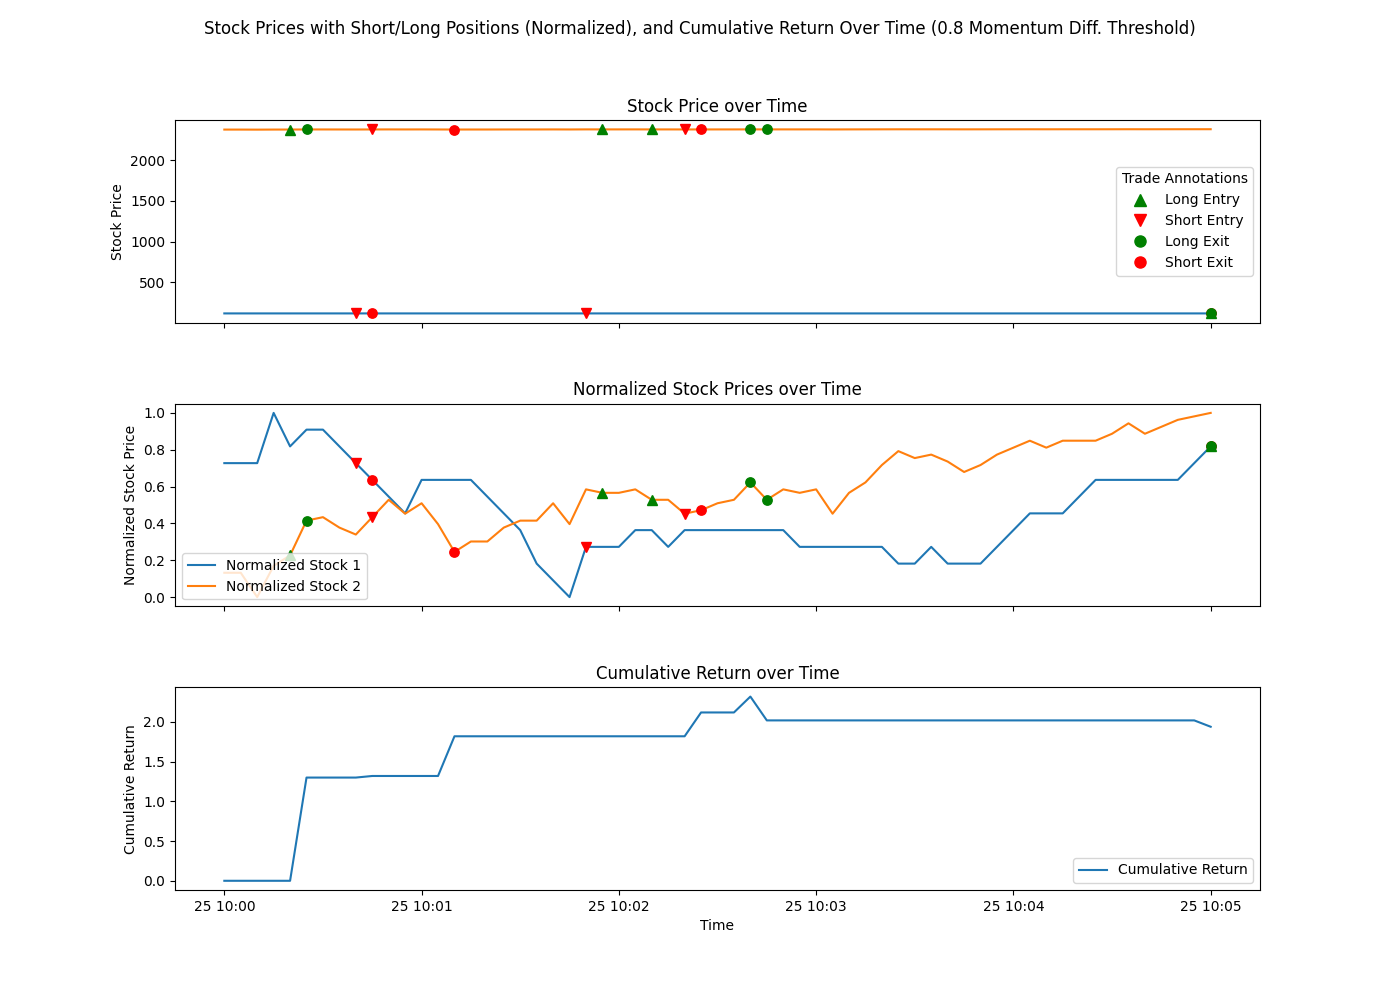 Stock Prices with Short/Long Positions (Normalized), and Cumulative Return Over Time (0.8 Momentum Diff. Threshold)
Stock Price over Time
Stock Price
2000
1500
1000
500
Trade Annotations
Long Entry
Short Entry
Long Exit
Short Exit
Normalized Stock Prices over Time
Normalized Stock Price
1.0
0.8
0.6
0.4
0.2
0.0
Normalized Stock 1
Normalized Stock 2
Cumulative Return over Time
Cumulative Return
2.0
1.5
1.0
0.5
0.0
Cumulative Return
25 10:00
25 10:01
25 10:02
25 10:03
25 10:04
25 10:05
Time